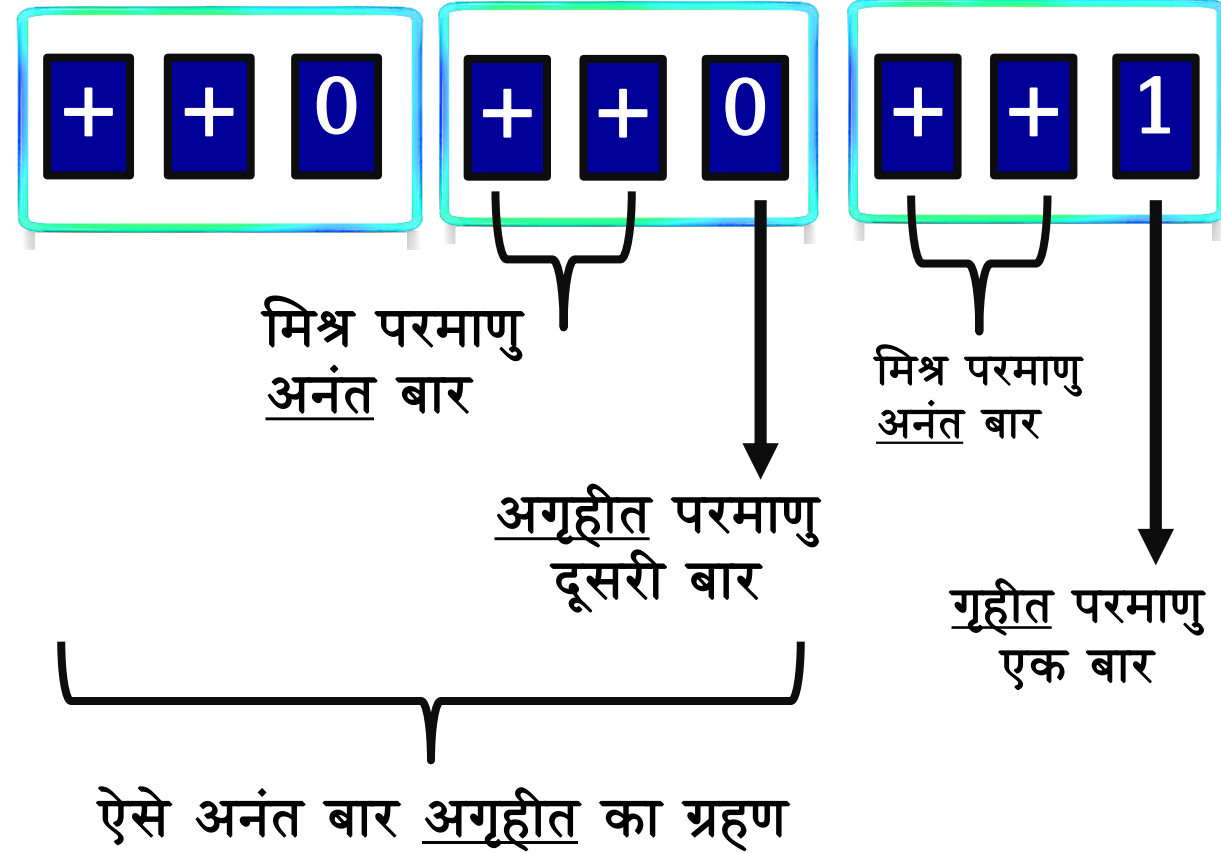 + + 0 + + 0 + + 1
मिश्र परमाणु
अनंत बार
मिश्र परमाणु
अनंत बार
अगृहीत परमाणु
दूसरी बार
गृहीत परमाणु
एक बार
ऐसे अनंत बार अगृहीत का ग्रहण